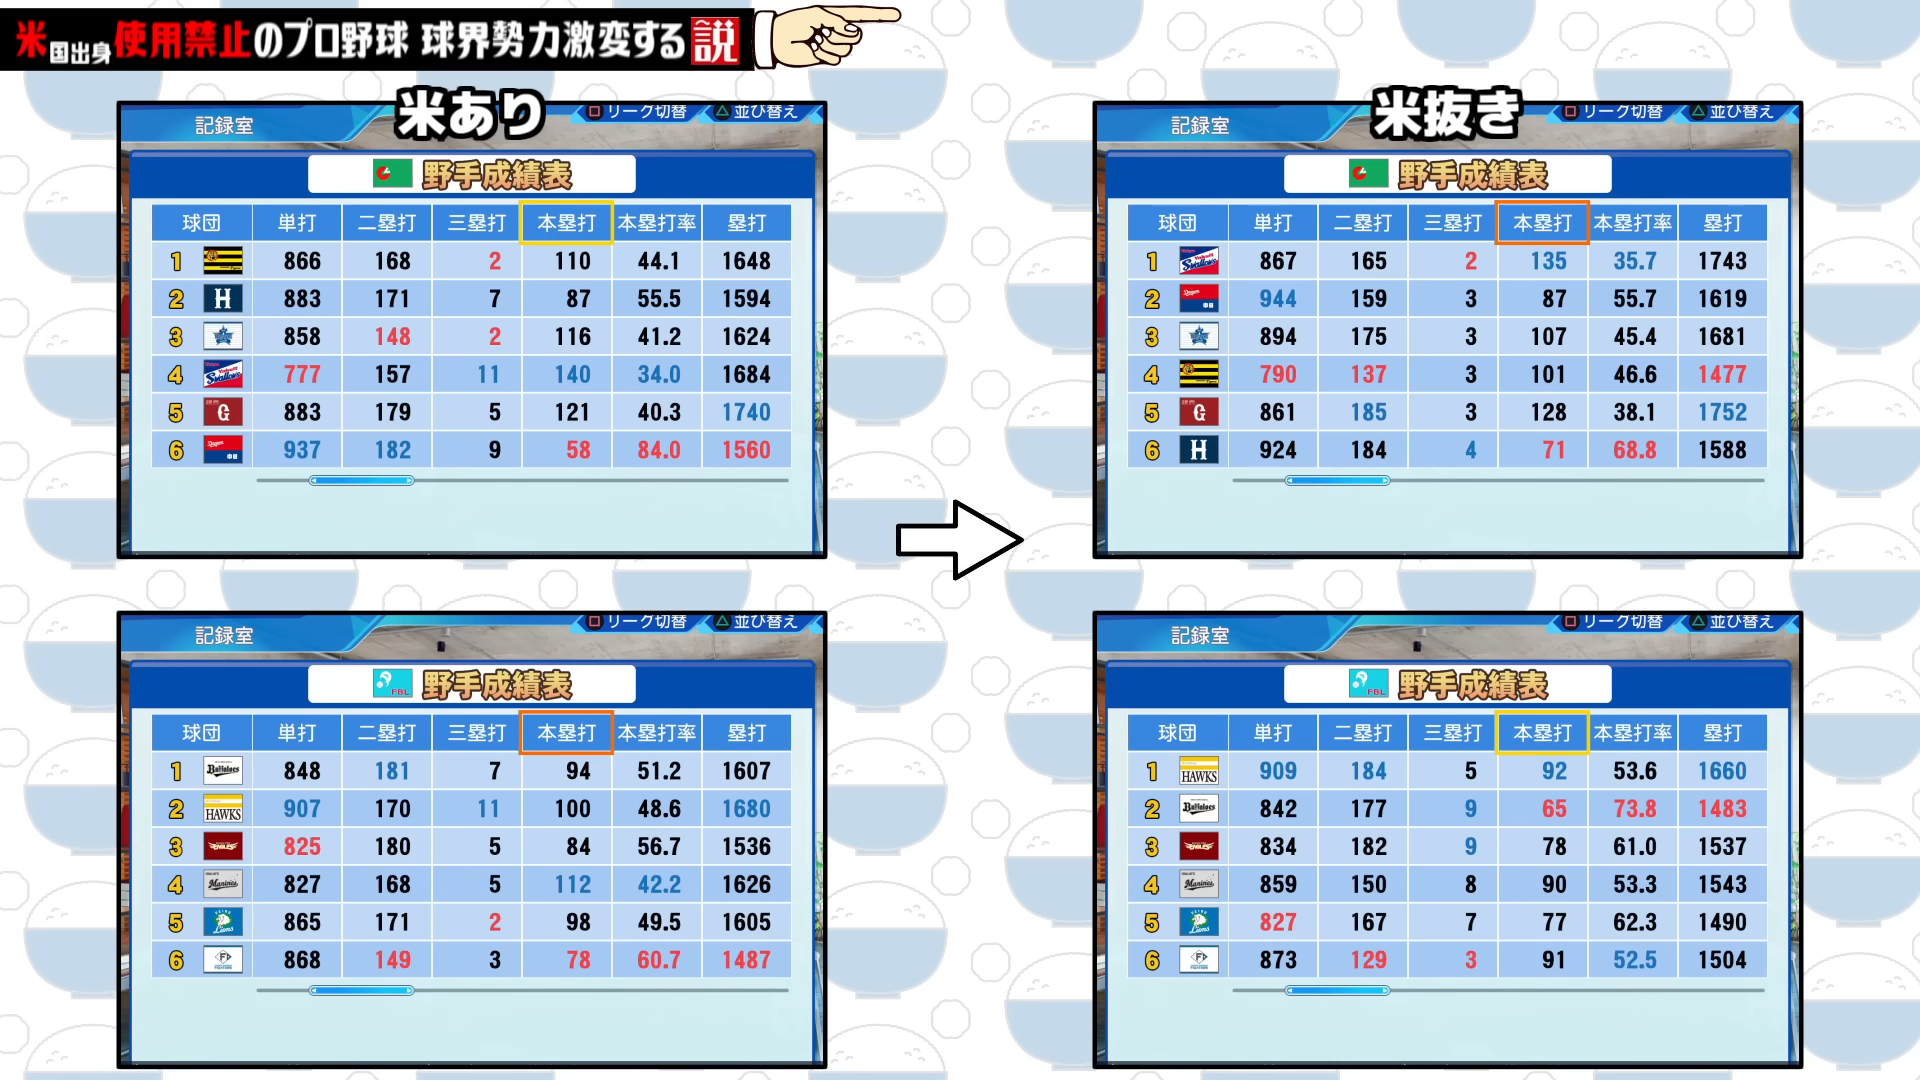 米国出身使用禁止のプロ野球 球界勢力激変する説
米あり
記録室 リーグ切替 並び替え
野手成績表
球団 単打 二塁打 三塁打 本塁打 本塁打率 塁打
1 866 168 2 110 44.1 1648
2 H 883 171 7 87 55.5 1594
3 858 148 2 116 41.2 1624
4 Swallows 777 157 11 140 34.0 1684
5 G 883 179 5 121 40.3 1740
6 Dragons 中日 937 182 9 58 84.0 1560
米抜き
記録室 リーグ切替 並び替え
野手成績表
球団 単打 二塁打 三塁打 本塁打 本塁打率 塁打
1 Swallows 867 165 2 135 35.7 1743
2 Dragons 中日 944 159 3 87 55.7 1619
3 894 175 3 107 45.4 1681
4 790 137 3 101 46.6 1477
5 G 861 185 3 128 38.1 1752
6 H 924 184 4 71 68.8 1588
記録室 リーグ切替 並び替え
FBL 野手成績表
球団 単打 二塁打 三塁打 本塁打 本塁打率 塁打
1 Buffaloes 848 181 7 94 51.2 1607
2 HAWKS 907 170 11 100 48.6 1680
3 EAGLES 825 180 5 84 56.7 1536
4 Marines 827 168 5 112 42.2 1626
5 Lions 865 171 2 98 49.5 1605
6 F 868 149 3 78 60.7 1487
記録室 リーグ切替 並び替え
FBL 野手成績表
球団 単打 二塁打 三塁打 本塁打 本塁打率 塁打
1 HAWKS 909 184 5 92 53.6 1660
2 Buffaloes 842 177 9 65 73.8 1483
3 EAGLES 834 182 9 78 61.0 1537
4 Marines 859 150 8 90 53.3 1543
5 Lions 827 167 7 77 62.3 1490
6 F 873 129 3 91 52.5 1504